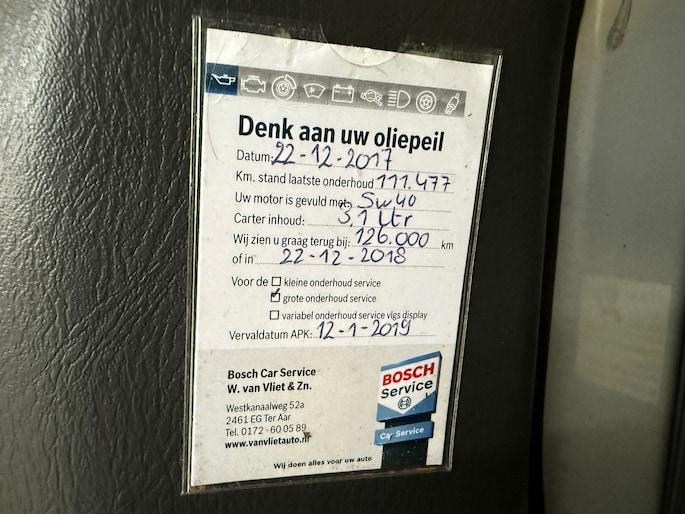 Denk aan uw oliepeil
Datum: 22-12-2017
Km. stand laatste onderhoud 111.477
Uw motor is gevuld met: 5w40
Carter inhoud: 3,1 Ltr
Wij zien u graag terug bij: 126.000 km
of in 22-12-2018
Voor de kleine onderhoud service
grote onderhoud service
variabel onderhoud service vlgs display
Vervaldatum APK: 12-1-2019
Bosch Car Service
W. van Vliet & Zn.
Westkanaalweg 52a
2461 EG Ter Aar
Tel. 0172 - 60 05 89
www.vanvlietauto.nl
BOSCH
Service
Car Service
Wij doen alles voor uw auto